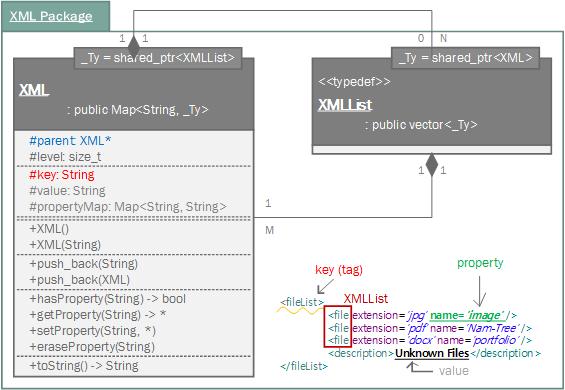 XML Package
1 1 0 N
_Ty = shared_ptr<XMLList>
_Ty = shared_ptr<XML>
XML
: public Map<String, _Ty>
<<typedef>>
XMLList
: public vector<_Ty>
#parent: XML*
#level: size_t
#key: String
#value: String
#propertyMap: Map<String, String>
+XML()
+XML(String)
+push_back(String)
+push_back(XML)
+hasProperty(String) -> bool
+getProperty(String) -> *
+setProperty(String, *)
+eraseProperty(String)
+toString() -> String
1 1
1
M
key (tag)
property
<fileList>
XMLList
<file extension='jpg' name='image' />
<file extension='pdf' name='Nam-Tree' />
<file extension='docx' name='portfolio' />
<description>Unknown Files</description>
</fileList>
value